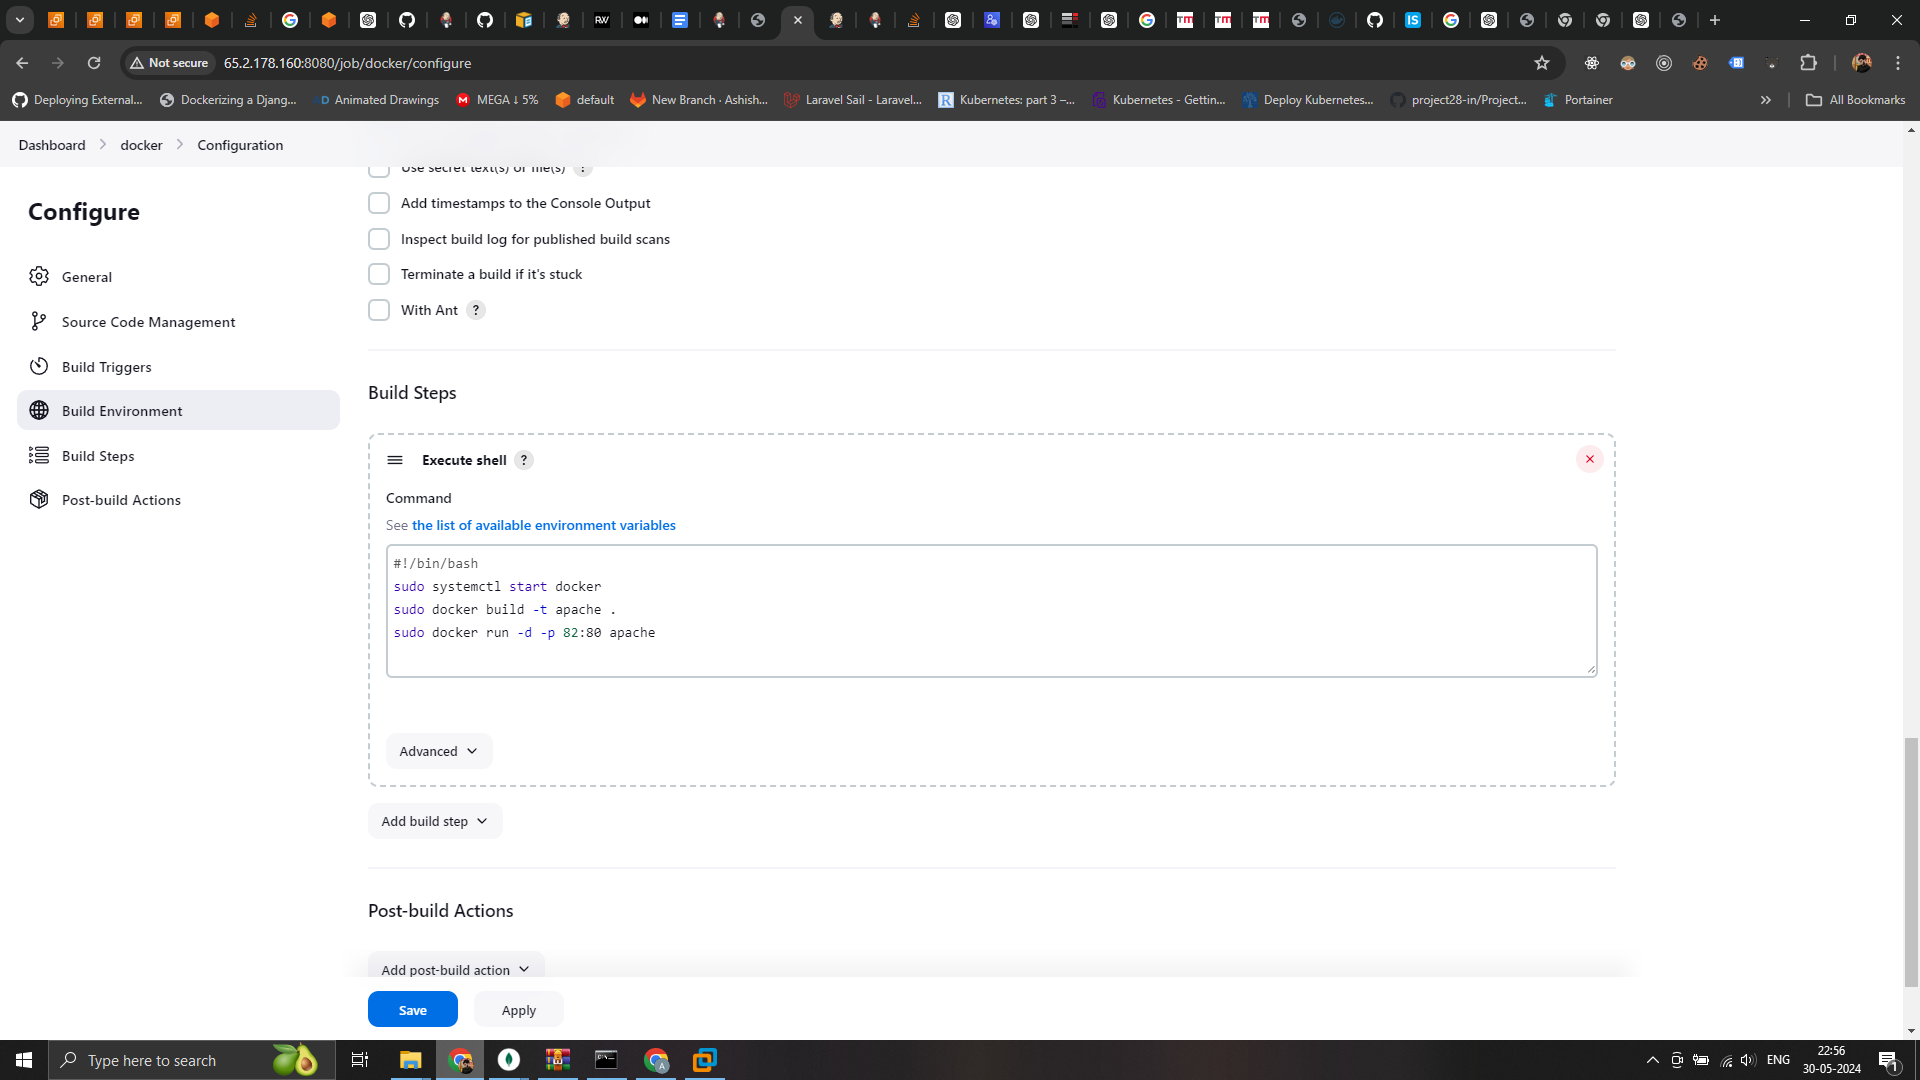 Not secure
65.2.178.160:8080/job/docker/configure
Deploying External...
Dockerizing a Djang...
Animated Drawings
MEGA ↓ 5%
default
New Branch · Ashish...
Laravel Sail - Laravel...
Kubernetes: part 3 –...
Kubernetes - Gettin...
Deploy Kubernetes...
project28-in/Project...
Portainer
»
All Bookmarks
Dashboard > docker > Configuration
Configure
General
Source Code Management
Build Triggers
Build Environment
Build Steps
Post-build Actions
Use secret text(s) or file(s) ?
Add timestamps to the Console Output
Inspect build log for published build scans
Terminate a build if it's stuck
With Ant ?
Build Steps
Execute shell ?
Command
See the list of available environment variables
#!/bin/bash
sudo systemctl start docker
sudo docker build -t apache .
sudo docker run -d -p 82:80 apache
Advanced
Add build step
Post-build Actions
Add post-build action
Save
Apply
Type here to search
ENG
22:56
30-05-2024
1